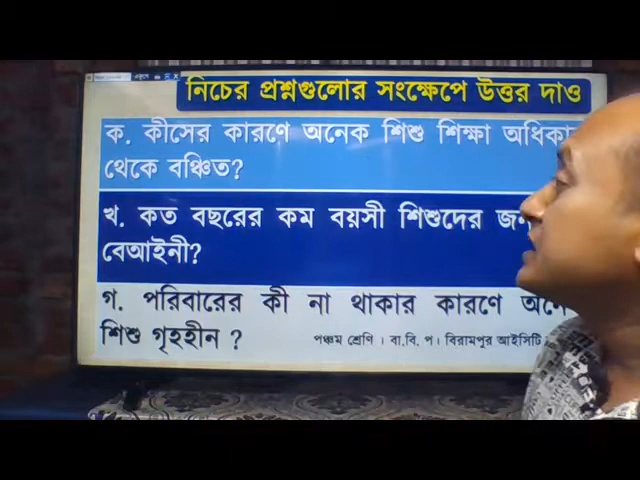 নিচের প্রশ্নগুলোর সংক্ষেপে উত্তর দাও
ক. কীসের কারণে অনেক শিশু শিক্ষা
থেকে বঞ্চিত?
খ. কত বছরের কম বয়সী শিশুদের
বেআইনী?
গ. পরিবারের কী না থাকার কারণে
শিশু গৃহহীন ?
পঞ্চম শ্রেণি । বা.বি. প। বিরামপুর আইসিটি